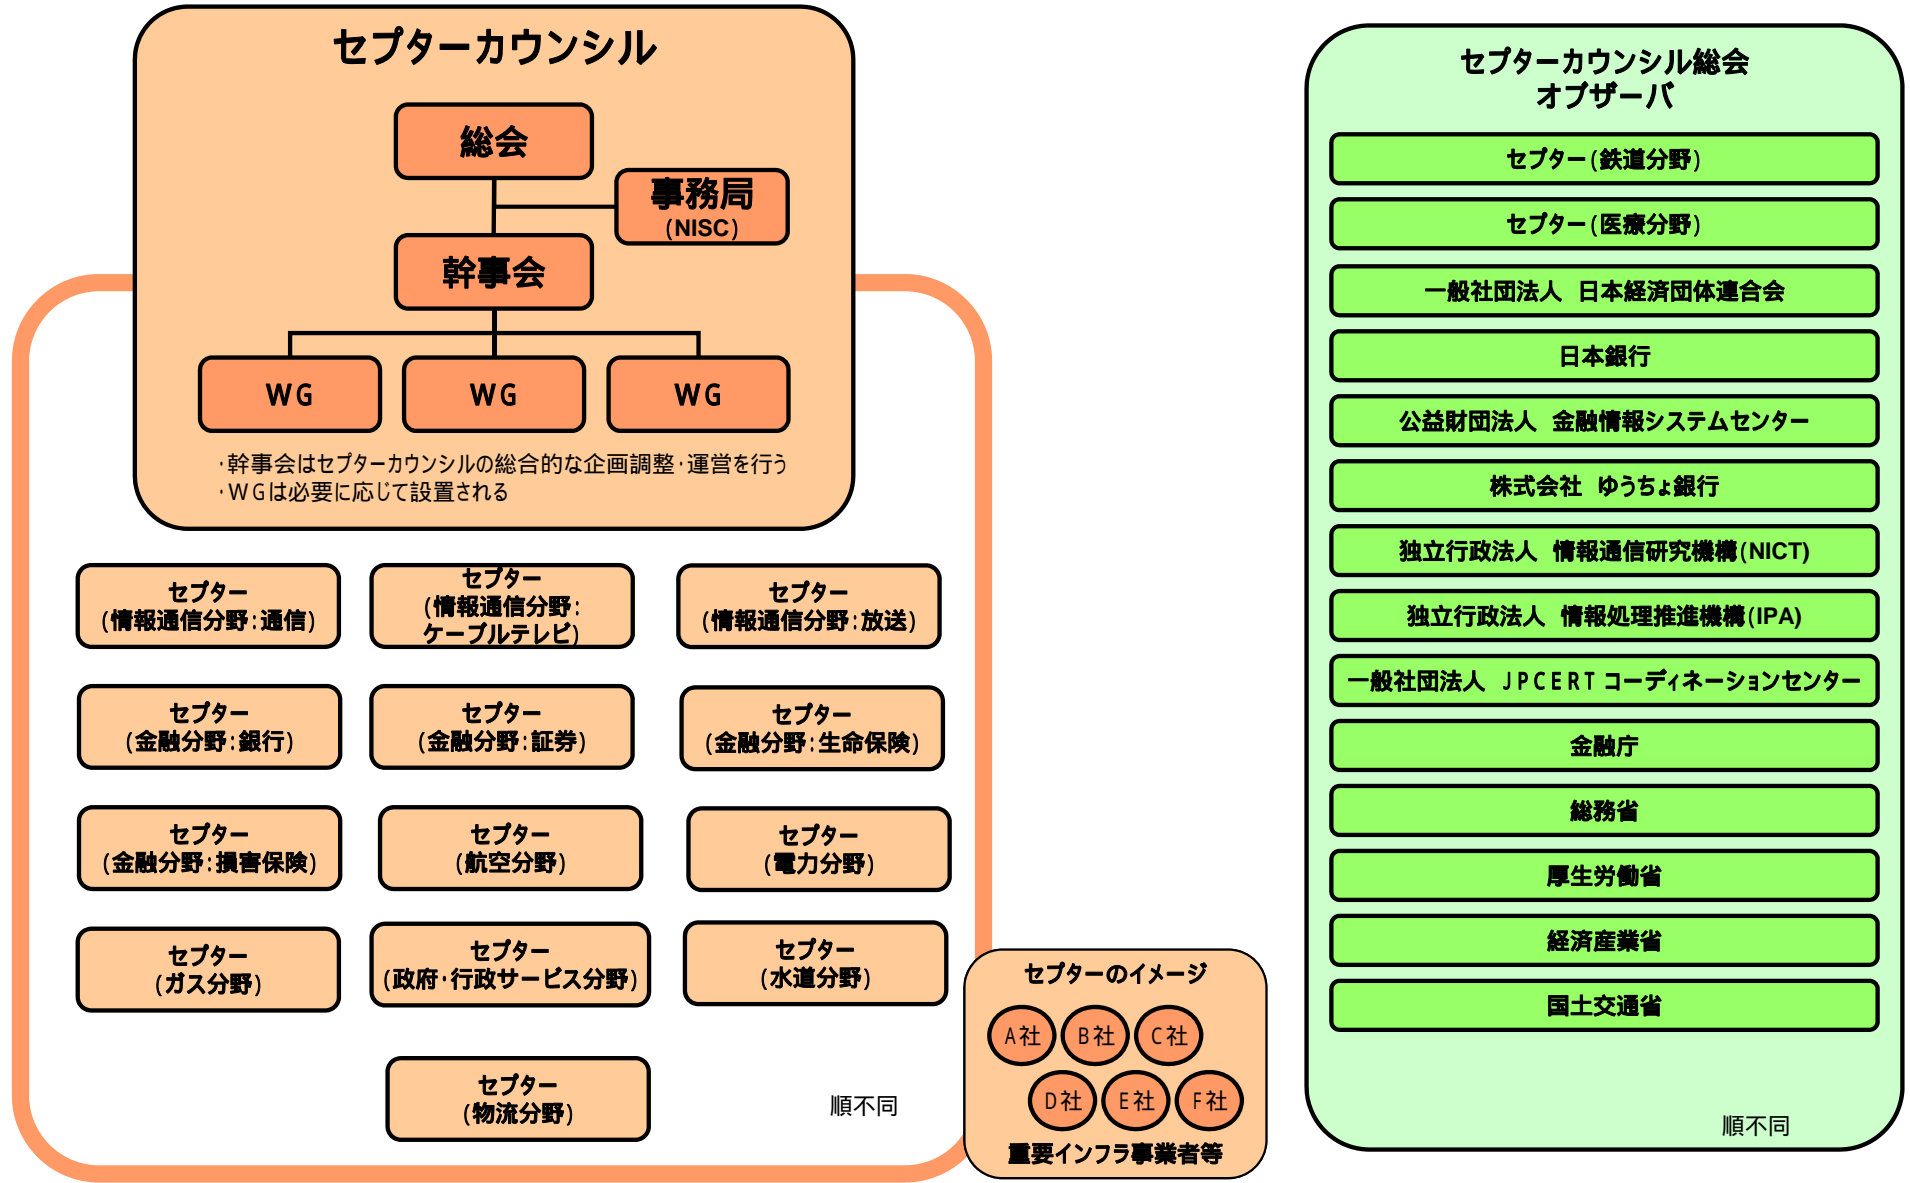 セプターカウンシル
総会
事務局
(NISC)
幹事会
WG
WG
WG
・幹事会はセプターカウンシルの総合的な企画調整・運営を行う
・WGは必要に応じて設置される
セプター
(情報通信分野:通信)
セプター
(情報通信分野:
ケーブルテレビ)
セプター
(情報通信分野:放送)
セプター
(金融分野:銀行)
セプター
(金融分野:証券)
セプター
(金融分野:生命保険)
セプター
(金融分野:損害保険)
セプター
(航空分野)
セプター
(電力分野)
セプター
(ガス分野)
セプター
(政府・行政サービス分野)
セプター
(水道分野)
セプター
(物流分野)
順不同
セプターのイメージ
A社
B社
C社
D社
E社
F社
重要インフラ事業者等
セプターカウンシル総会
オブザーバ
セプター(鉄道分野)
セプター(医療分野)
一般社団法人 日本経済団体連合会
日本銀行
公益財団法人 金融情報システムセンター
株式会社 ゆうちょ銀行
独立行政法人 情報通信研究機構(NICT)
独立行政法人 情報処理推進機構(IPA)
一般社団法人 JPCERTコーディネーションセンター
金融庁
総務省
厚生労働省
経済産業省
国土交通省
順不同